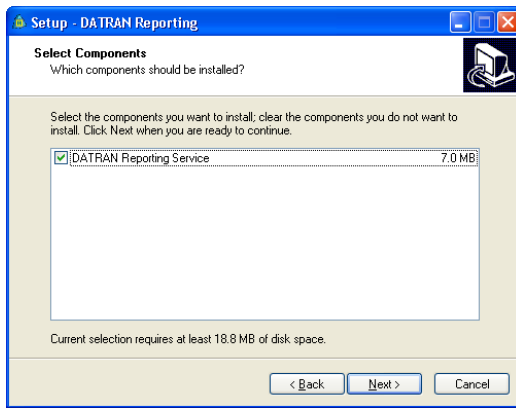 Setup - DATRAN Reporting
Select Components
Which components should be installed?
Select the components you want to install; clear the components you do not want to
install. Click Next when you are ready to continue.
DATRAN Reporting Service 7.0 MB
Current selection requires at least 18.8 MB of disk space.
< Back Next > Cancel